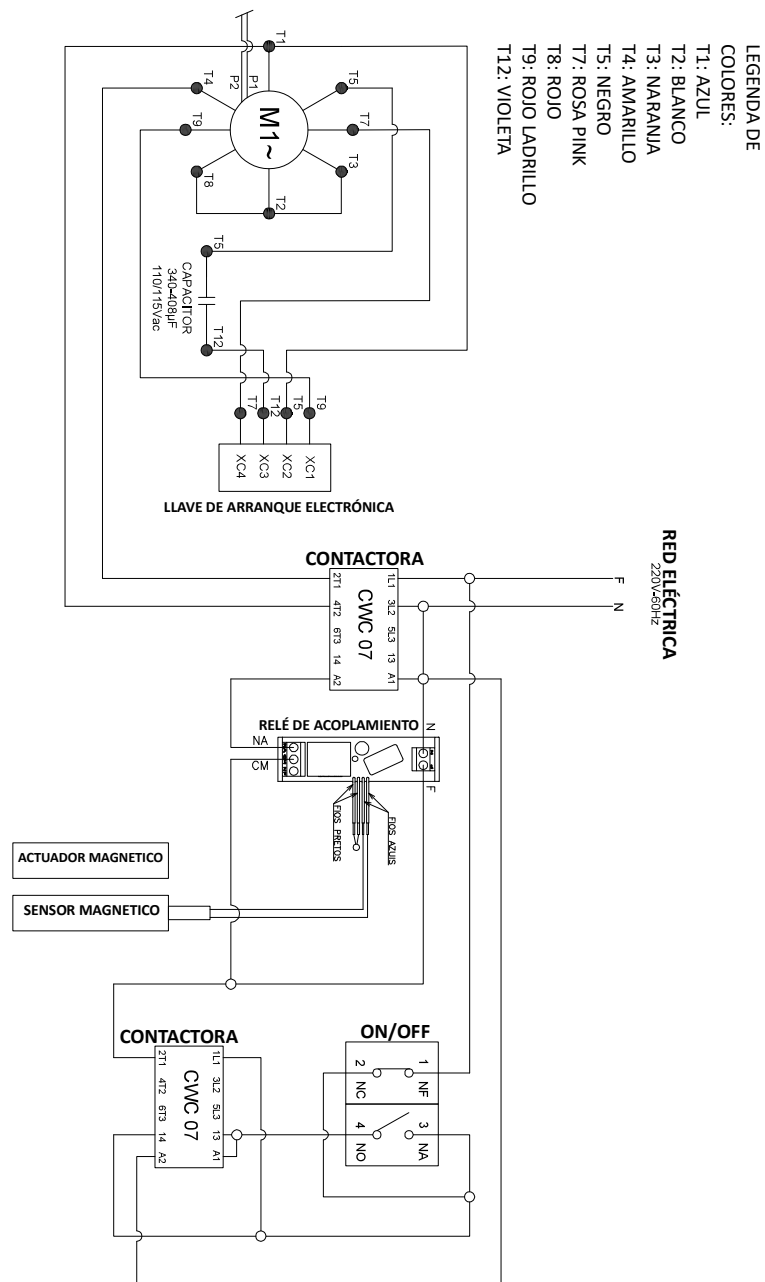 LEGENDA DE
COLORES:
T1: AZUL
T2: BLANCO
T3: NARANJA
T4: AMARILLO
T5: NEGRO
T7: ROSA PINK
T8: ROJO
T9: ROJO LADRILLO
T12: VIOLETA
T1
T4
P2
P1
T5
M1~
T9
T7
T8
T3
T2
T5
CAPACITOR
340-408µF
110/115Vac
T12
T7
T12
T5
T9
XC4
XC3
XC2
XC1
LLAVE DE ARRANQUE ELECTRÓNICA
RED ELÉCTRICA
220V-60Hz
F
N
CONTACTORA
2T1
4T2
6T3
14
A2
CWC 07
1L1
3L2
5L3
13
A1
RELÉ DE ACOPLAMIENTO
NA
CM
N
F
FIOS PRETOS
FIOS AZUIS
ACTUADOR MAGNETICO
SENSOR MAGNETICO
CONTACTORA
2T1
4T2
6T3
14
A2
CWC 07
1L1
3L2
5L3
13
A1
ON/OFF
2
1
NC
NF
4
3
NO
NA